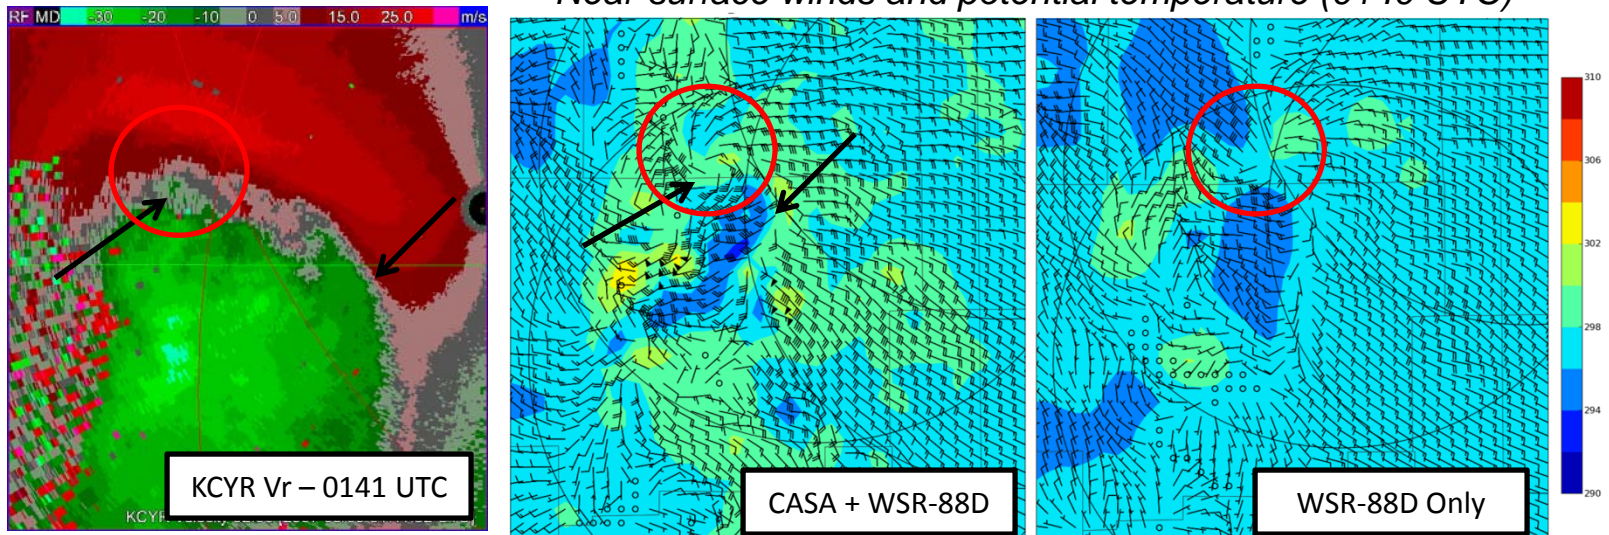 Near-surface winds and potential temperature (0140 UTC)
RF MD -30 -20 -10 0 5.0 15.0 25.0 m/s
KCYR Vr – 0141 UTC
KCYR
CASA + WSR-88D
WSR-88D Only
310
306
302
298
294
290